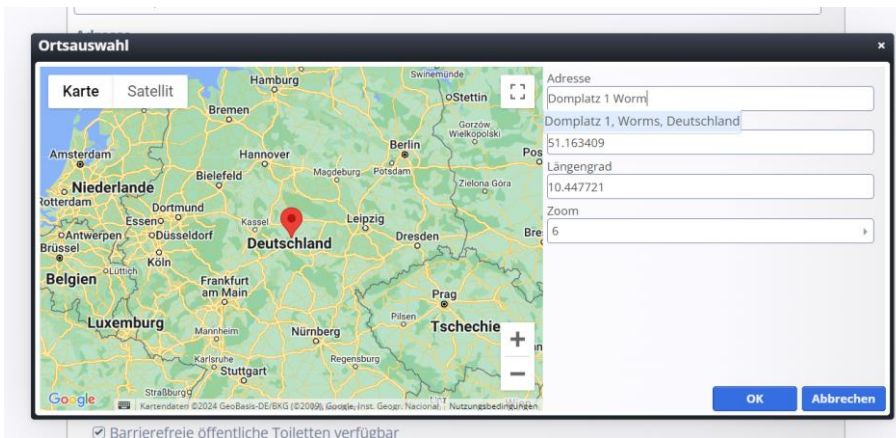 Adresse
Ortsauswahl
×
Karte
Satellit
Hamburg
Swinemünde
Stettin
Bremen
Gorzów
Wielkopolski
Berlin
Pos
Amsterdam
Hannover
Magdeburg
Potsdam
Bielefeld
Zielona Góra
Niederlande
Rotterdam
Dortmund
Essen
Kassel
Leipzig
Antwerpen
Düsseldorf
Deutschland
Dresden
Bre
Brüssel
Köln
Belgien
Lüttich
Frankfurt
am Main
Prag
Luxemburg
Mannheim
Nürnberg
Pilsen
Tschechie
Karlsruhe
Regensburg
Stuttgart
Straßburg
Wien
+
−
Google
Kartendaten ©2024 GeoBasis-DE/BKG (©2009), Google, Inst. Geogr. Nacional
Nutzungsbedingungen
Adresse
Domplatz 1 Worm
Domplatz 1, Worms, Deutschland
51.163409
Längengrad
10.447721
Zoom
6
OK
Abbrechen
Barrierefreie öffentliche Toiletten verfügbar